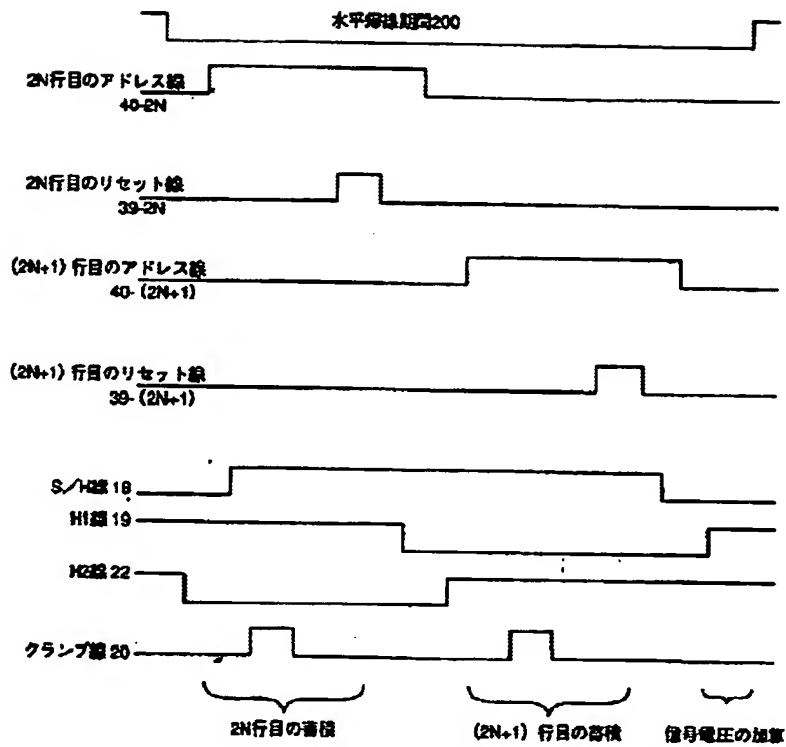 水平帰線期間200
2N行目のアドレス線
40-2N
2N行目のリセット線
39-2N
(2N+1) 行目のアドレス線
40- (2N+1)
(2N+1) 行目のリセット線
39- (2N+1)
S/H線 18
H1線 19
H2線 22
クランプ線 20
2N行目の蓄積
(2N+1) 行目の蓄積
信号電圧の加算